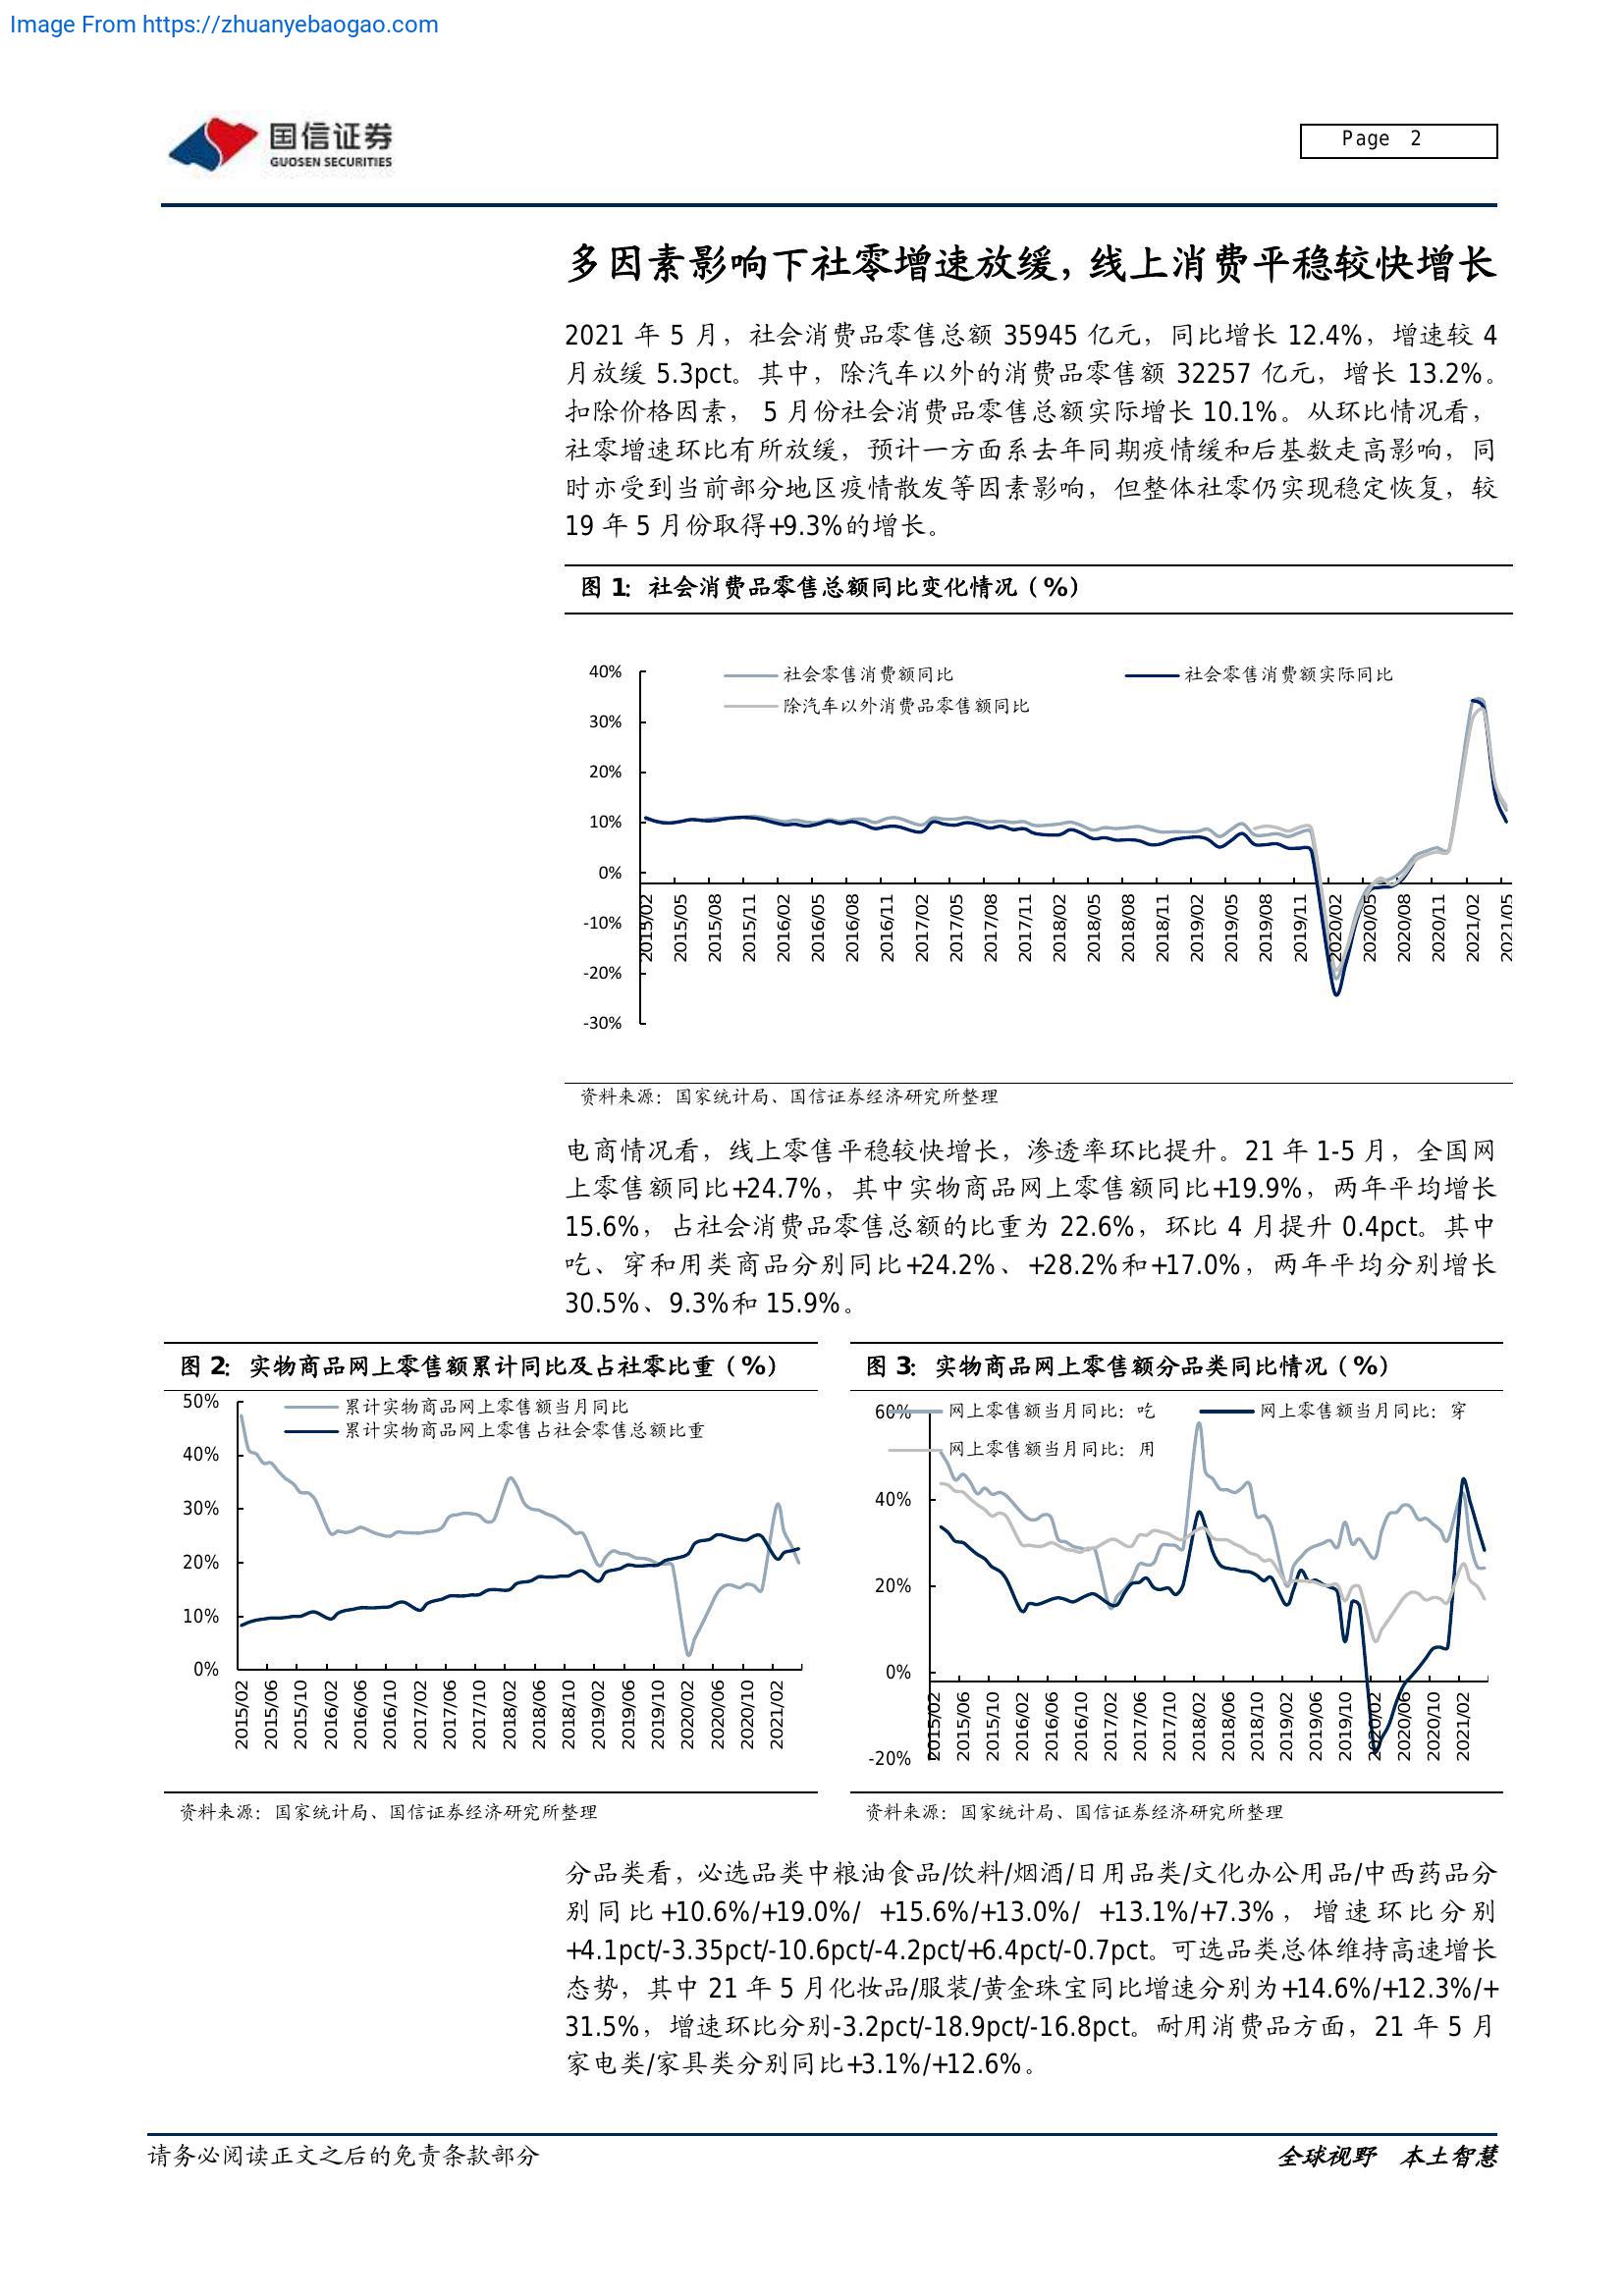 Image From https://zhuanyebaogao.com
国信证券
GUOSEN SECURITIES
Page 2
多因素影响下社零增速放缓，线上消费平稳较快增长
2021 年 5 月，社会消费品零售总额 35945 亿元，同比增长 12.4%，增速较 4
月放缓 5.3pct。其中，除汽车以外的消费品零售额 32257 亿元，增长 13.2%。
扣除价格因素， 5 月份社会消费品零售总额实际增长 10.1%。从环比情况看，
社零增速环比有所放缓，预计一方面系去年同期疫情缓和后基数走高影响，同
时亦受到当前部分地区疫情散发等因素影响，但整体社零仍实现稳定恢复，较
19 年 5 月份取得+9.3%的增长。
图 1：社会消费品零售总额同比变化情况（%）
社会零售消费额同比
社会零售消费额实际同比
除汽车以外消费品零售额同比
40%
30%
20%
10%
0%
-10%
-20%
-30%
2015/02
2015/05
2015/08
2015/11
2016/02
2016/05
2016/08
2016/11
2017/02
2017/05
2017/08
2017/11
2018/02
2018/05
2018/08
2018/11
2019/02
2019/05
2019/08
2019/11
2020/02
2020/05
2020/08
2020/11
2021/02
2021/05
资料来源：国家统计局、国信证券经济研究所整理
电商情况看，线上零售平稳较快增长，渗透率环比提升。21 年 1-5 月，全国网
上零售额同比+24.7%，其中实物商品网上零售额同比+19.9%，两年平均增长
15.6%，占社会消费品零售总额的比重为 22.6%，环比 4 月提升 0.4pct。其中
吃、穿和用类商品分别同比+24.2%、+28.2%和+17.0%，两年平均分别增长
30.5%、9.3%和 15.9%。
图 2：实物商品网上零售额累计同比及占社零比重（%）
累计实物商品网上零售额当月同比
累计实物商品网上零售占社会零售总额比重
50%
40%
30%
20%
10%
0%
2015/02
2015/06
2015/10
2016/02
2016/06
2016/10
2017/02
2017/06
2017/10
2018/02
2018/06
2018/10
2019/02
2019/06
2019/10
2020/02
2020/06
2020/10
2021/02
资料来源：国家统计局、国信证券经济研究所整理
图 3：实物商品网上零售额分品类同比情况（%）
网上零售额当月同比：吃
网上零售额当月同比：穿
网上零售额当月同比：用
60%
40%
20%
0%
-20%
2015/02
2015/06
2015/10
2016/02
2016/06
2016/10
2017/02
2017/06
2017/10
2018/02
2018/06
2018/10
2019/02
2019/06
2019/10
2020/02
2020/06
2020/10
2021/02
资料来源：国家统计局、国信证券经济研究所整理
分品类看，必选品类中粮油食品/饮料/烟酒/日用品类/文化办公用品/中西药品分
别同比+10.6%/+19.0%/ +15.6%/+13.0%/ +13.1%/+7.3%，增速环比分别
+4.1pct/-3.35pct/-10.6pct/-4.2pct/+6.4pct/-0.7pct。可选品类总体维持高速增长
态势，其中 21 年 5 月化妆品/服装/黄金珠宝同比增速分别为+14.6%/+12.3%/+
31.5%，增速环比分别-3.2pct/-18.9pct/-16.8pct。耐用消费品方面，21 年 5 月
家电类/家具类分别同比+3.1%/+12.6%。
请务必阅读正文之后的免责条款部分
全球视野 本土智慧